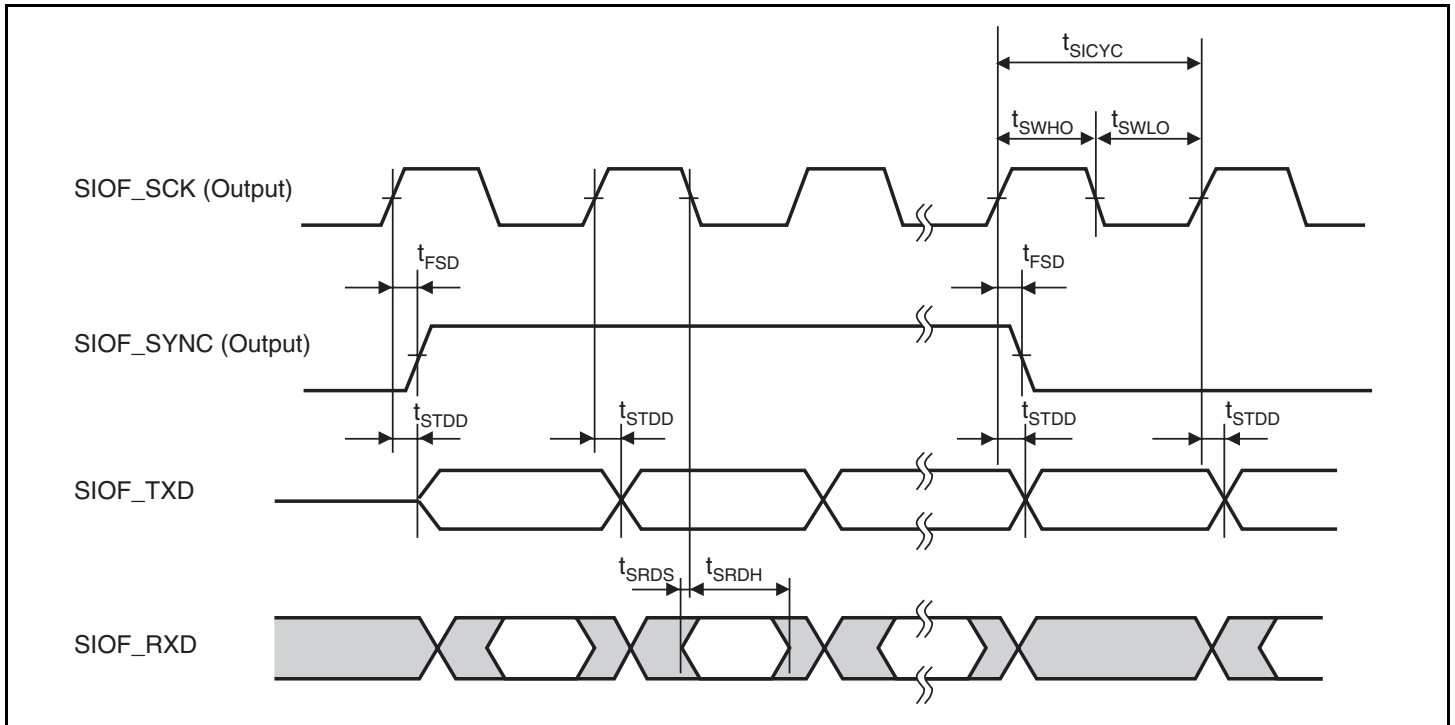 tSICYC
tSWHO tSWLO
SIOF_SCK (Output)
tFSD tFSD
SIOF_SYNC (Output)
tSTDD tSTDD tSTDD tSTDD
SIOF_TXD
tSRDS tSRDH
SIOF_RXD